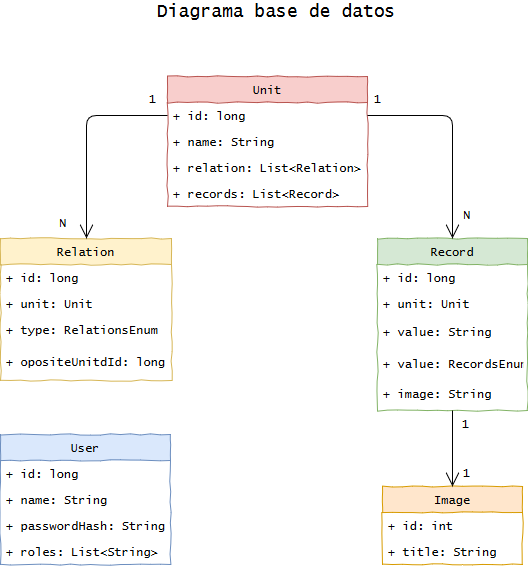 Diagrama base de datos
Unit
+ id: long
+ name: String
+ relation: List<Relation>
+ records: List<Record>
1
1
N
N
Relation
+ id: long
+ unit: Unit
+ type: RelationsEnum
+ opositeUnitdId: long
Record
+ id: long
+ unit: Unit
+ value: String
+ value: RecordsEnum
+ image: String
1
1
User
+ id: long
+ name: String
+ passwordHash: String
+ roles: List<String>
Image
+ id: int
+ title: String